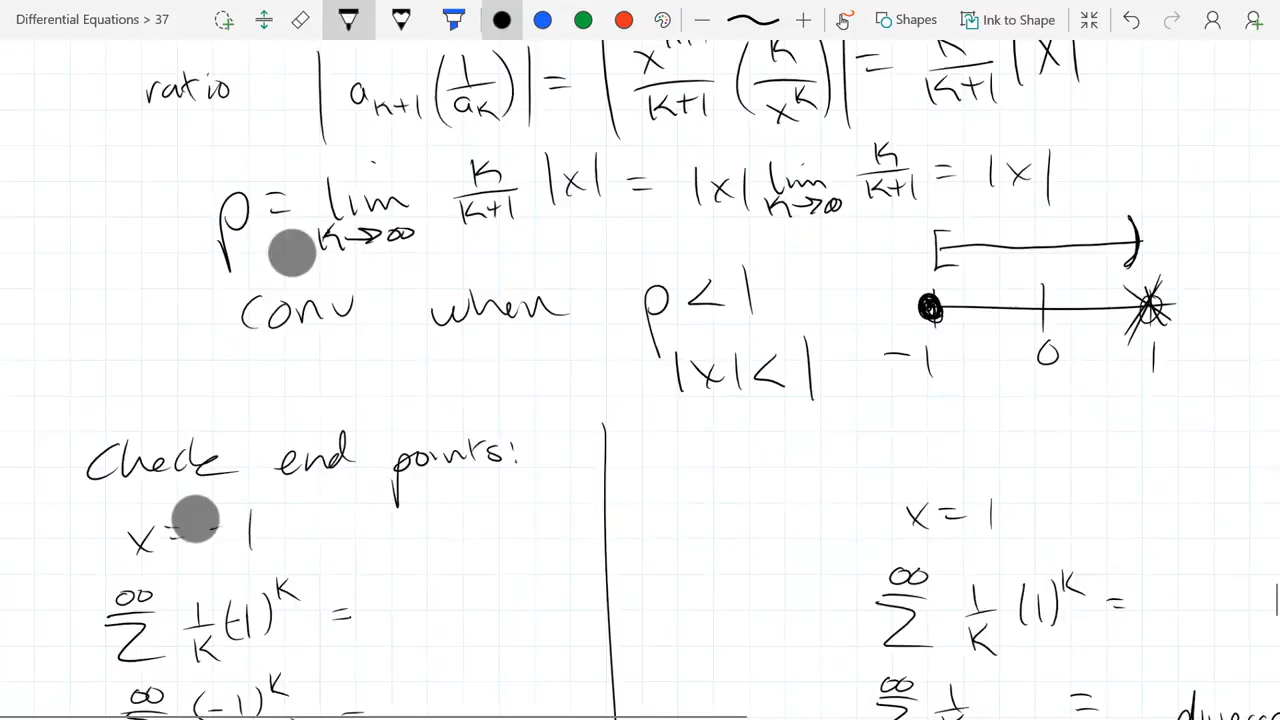 Differential Equations > 37
Shapes
Ink to Shape
ratio | a_{k+1} (1/a_k) | = | x^{k+1}/(k+1) (k/x^k) | = k/(k+1) |x|
ρ = lim_{k→∞} k/(k+1) |x| = |x| lim_{k→∞} k/(k+1) = |x|
conv when ρ < 1
|x| < 1
-1 0 1
Check end points:
x = -1
∞ Σ 1/k (-1)^k =
∞ Σ (-1)^k =
x = 1
∞ Σ 1/k (1)^k =
∞ Σ 1/k =